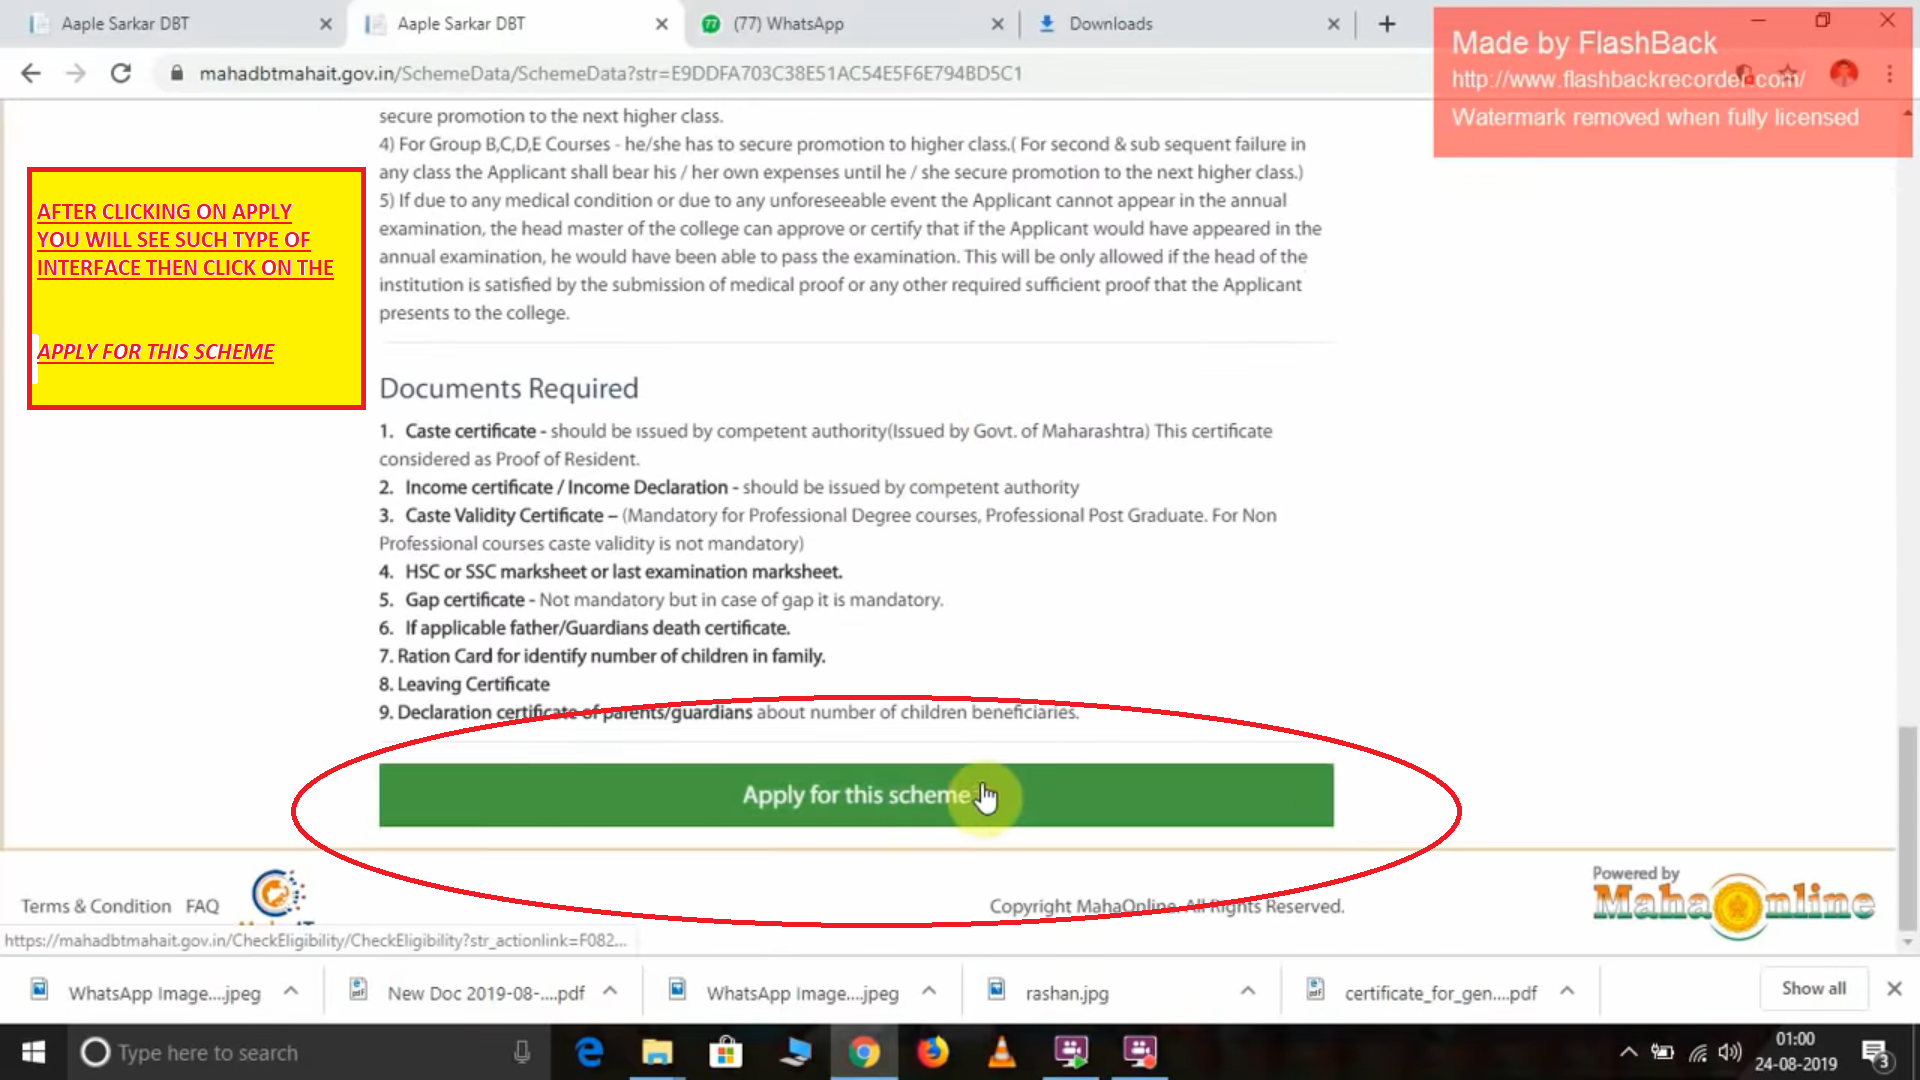 Aaple Sarkar DBT
Aaple Sarkar DBT
77
(77) WhatsApp
Downloads
mahadbtmahait.gov.in/SchemeData/SchemeData?str=E9DDFA703C38E51AC54E5F6E794BD5C1
Made by FlashBack
http://www.flashbackrecorder.com/
Watermark removed when fully licensed
AFTER CLICKING ON APPLY
YOU WILL SEE SUCH TYPE OF
INTERFACE THEN CLICK ON THE
APPLY FOR THIS SCHEME
secure promotion to the next higher class.
4) For Group B,C,D,E Courses - he/she has to secure promotion to higher class.( For second & sub sequent failure in
any class the Applicant shall bear his / her own expenses until he / she secure promotion to the next higher class.)
5) If due to any medical condition or due to any unforeseeable event the Applicant cannot appear in the annual
examination, the head master of the college can approve or certify that if the Applicant would have appeared in the
annual examination, he would have been able to pass the examination. This will be only allowed if the head of the
institution is satisfied by the submission of medical proof or any other required sufficient proof that the Applicant
presents to the college.
Documents Required
1. Caste certificate - should be issued by competent authority(Issued by Govt. of Maharashtra) This certificate
considered as Proof of Resident.
2. Income certificate / Income Declaration - should be issued by competent authority
3. Caste Validity Certificate – (Mandatory for Professional Degree courses, Professional Post Graduate. For Non
Professional courses caste validity is not mandatory)
4. HSC or SSC marksheet or last examination marksheet.
5. Gap certificate - Not mandatory but in case of gap it is mandatory.
6. If applicable father/Guardians death certificate.
7. Ration Card for identify number of children in family.
8. Leaving Certificate
9. Declaration certificate of parents/guardians about number of children beneficiaries.
Apply for this scheme
Terms & Condition FAQ
Copyright MahaOnline. All Rights Reserved.
Powered by
MahaOnline
https://mahadbtmahait.gov.in/CheckEligibility/CheckEligibility?str_actionlink=F082...
WhatsApp Image....jpeg
New Doc 2019-08-....pdf
WhatsApp Image....jpeg
rashan.jpg
certificate_for_gen....pdf
Show all
Type here to search
01:00
24-08-2019
3